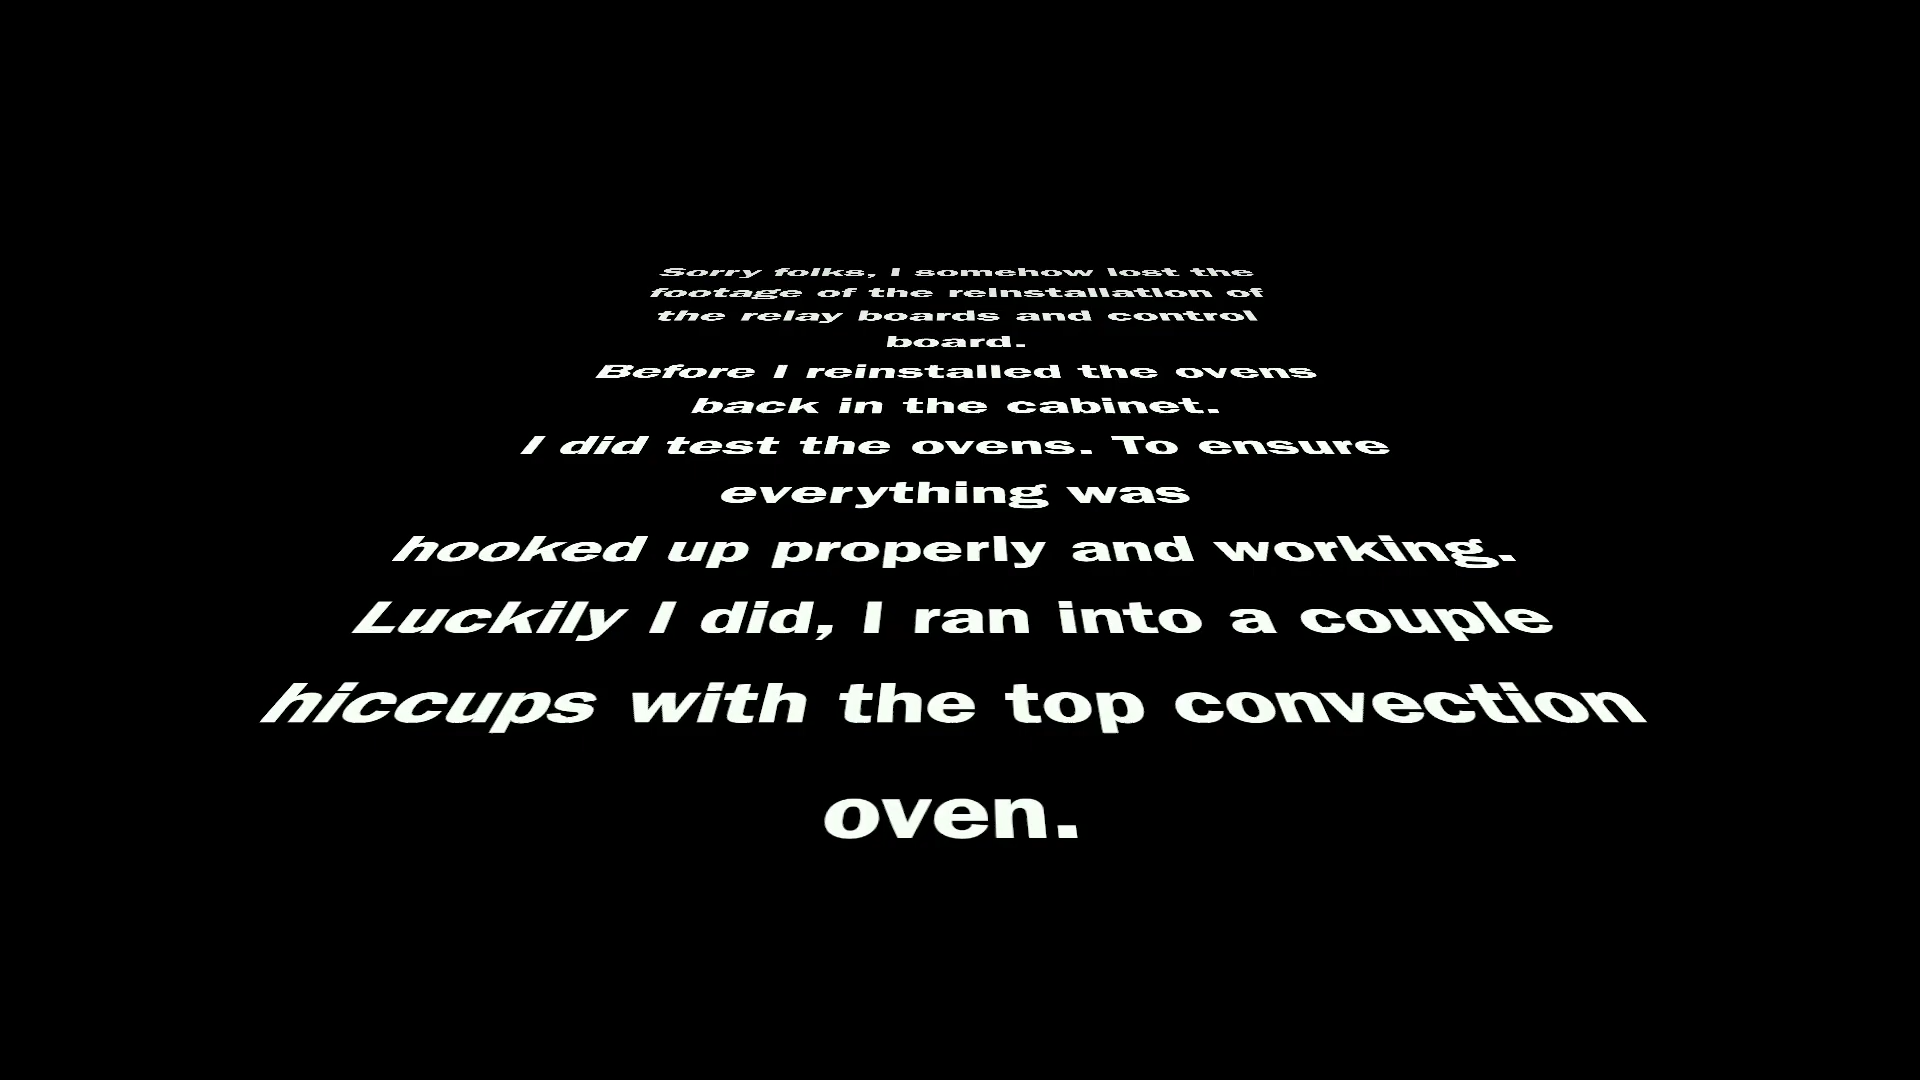 Sorry folks, I somehow lost the
footage of the reinstallation of
the relay boards and control
board.
Before I reinstalled the ovens
back in the cabinet.
I did test the ovens. To ensure
everything was
hooked up properly and working.
Luckily I did, I ran into a couple
hiccups with the top convection
oven.